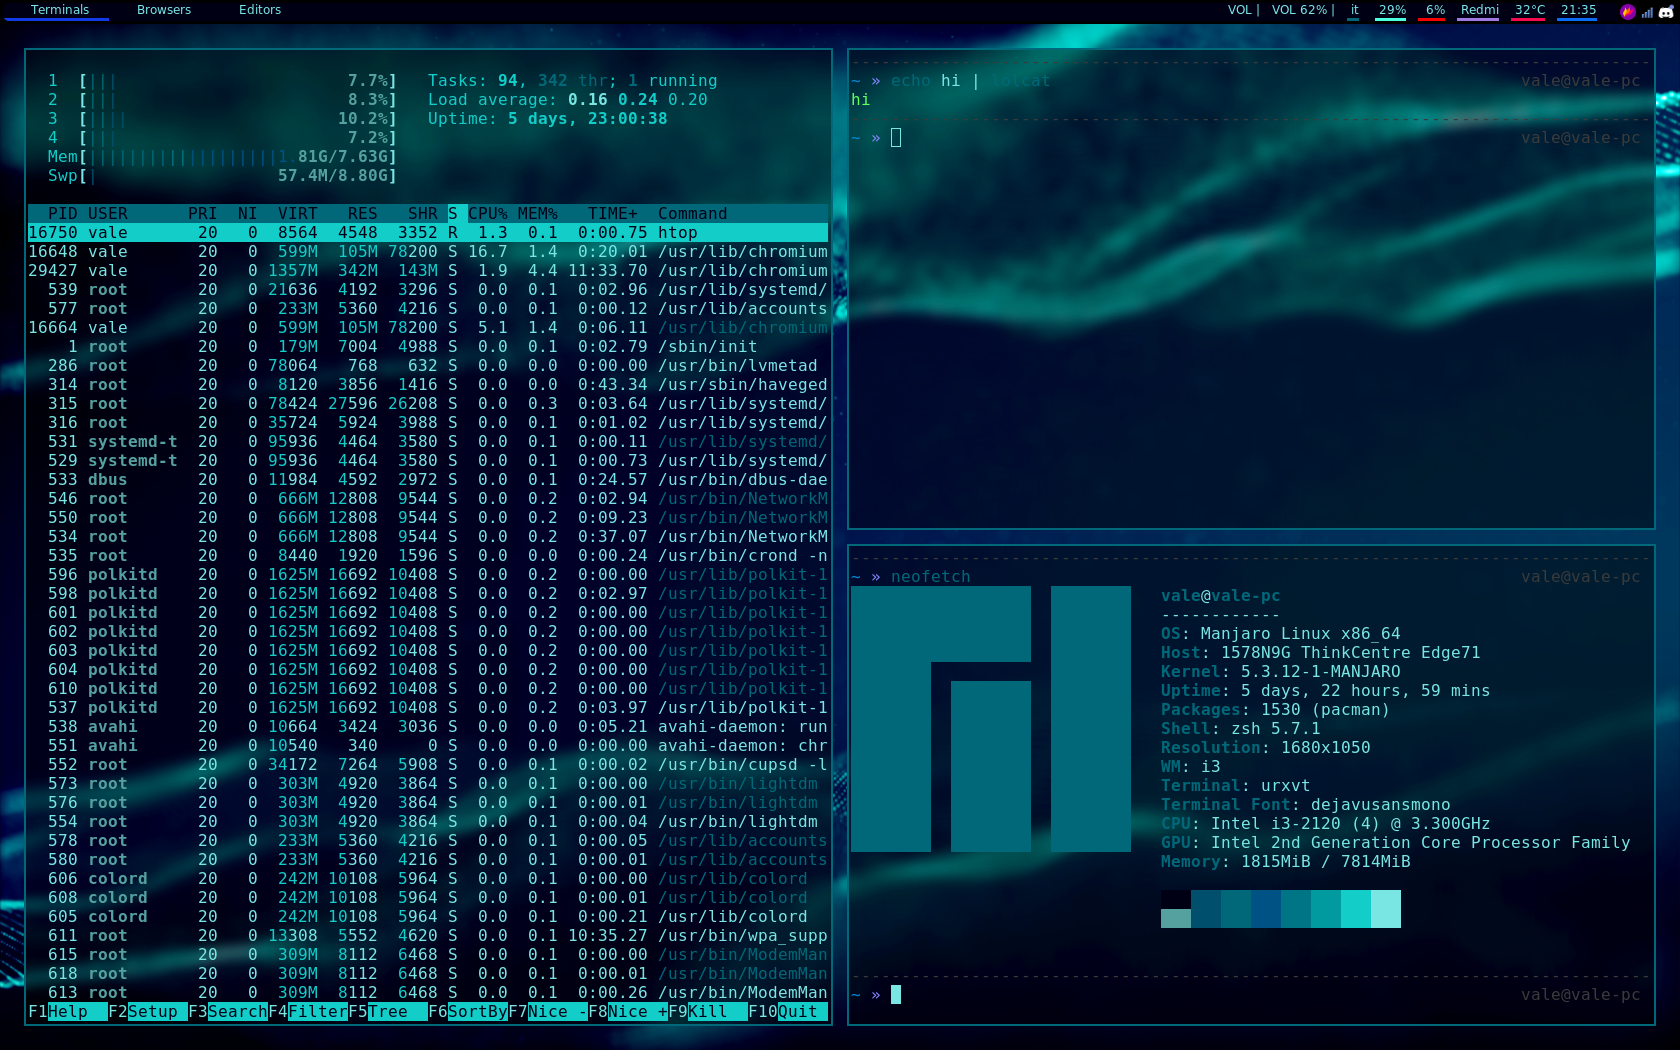 Terminals Browsers Editors VOL | VOL 62% | it 29% 6% Redmi 32°C 21:35
1 [||| 7.7%] Tasks: 94, 342 thr; 1 running
2 [||| 8.3%] Load average: 0.16 0.24 0.20
3 [|||| 10.2%] Uptime: 5 days, 23:00:38
4 [||| 7.2%]
Mem[|||||||||||||||||||1.81G/7.63G]
Swp[| 57.4M/8.80G]
PID USER PRI NI VIRT RES SHR S CPU% MEM% TIME+ Command
16750 vale 20 0 8564 4548 3352 R 1.3 0.1 0:00.75 htop
16648 vale 20 0 599M 105M 78200 S 16.7 1.4 0:20.01 /usr/lib/chromium
29427 vale 20 0 1357M 342M 143M S 1.9 4.4 11:33.70 /usr/lib/chromium
539 root 20 0 21636 4192 3296 S 0.0 0.1 0:02.96 /usr/lib/systemd/
577 root 20 0 233M 5360 4216 S 0.0 0.1 0:00.12 /usr/lib/accounts
16664 vale 20 0 599M 105M 78200 S 5.1 1.4 0:06.11 /usr/lib/chromium
1 root 20 0 179M 7004 4988 S 0.0 0.1 0:02.79 /sbin/init
286 root 20 0 78064 768 632 S 0.0 0.0 0:00.00 /usr/bin/lvmetad
314 root 20 0 8120 3856 1416 S 0.0 0.0 0:43.34 /usr/sbin/haveged
315 root 20 0 78424 27596 26208 S 0.0 0.3 0:03.64 /usr/lib/systemd/
316 root 20 0 35724 5924 3988 S 0.0 0.1 0:01.02 /usr/lib/systemd/
531 systemd-t 20 0 95936 4464 3580 S 0.0 0.1 0:00.11 /usr/lib/systemd/
529 systemd-t 20 0 95936 4464 3580 S 0.0 0.1 0:00.73 /usr/lib/systemd/
533 dbus 20 0 11984 4592 2972 S 0.0 0.1 0:24.57 /usr/bin/dbus-dae
546 root 20 0 666M 12808 9544 S 0.0 0.2 0:02.94 /usr/bin/NetworkM
550 root 20 0 666M 12808 9544 S 0.0 0.2 0:09.23 /usr/bin/NetworkM
534 root 20 0 666M 12808 9544 S 0.0 0.2 0:37.07 /usr/bin/NetworkM
535 root 20 0 8440 1920 1596 S 0.0 0.0 0:00.24 /usr/bin/crond -n
596 polkitd 20 0 1625M 16692 10408 S 0.0 0.2 0:00.00 /usr/lib/polkit-1
598 polkitd 20 0 1625M 16692 10408 S 0.0 0.2 0:02.97 /usr/lib/polkit-1
601 polkitd 20 0 1625M 16692 10408 S 0.0 0.2 0:00.00 /usr/lib/polkit-1
602 polkitd 20 0 1625M 16692 10408 S 0.0 0.2 0:00.00 /usr/lib/polkit-1
603 polkitd 20 0 1625M 16692 10408 S 0.0 0.2 0:00.00 /usr/lib/polkit-1
604 polkitd 20 0 1625M 16692 10408 S 0.0 0.2 0:00.00 /usr/lib/polkit-1
610 polkitd 20 0 1625M 16692 10408 S 0.0 0.2 0:00.00 /usr/lib/polkit-1
537 polkitd 20 0 1625M 16692 10408 S 0.0 0.2 0:03.97 /usr/lib/polkit-1
538 avahi 20 0 10664 3424 3036 S 0.0 0.0 0:05.21 avahi-daemon: run
551 avahi 20 0 10540 340 0 S 0.0 0.0 0:00.00 avahi-daemon: chr
552 root 20 0 34172 7264 5908 S 0.0 0.1 0:00.02 /usr/bin/cupsd -l
573 root 20 0 303M 4920 3864 S 0.0 0.1 0:00.00 /usr/bin/lightdm
576 root 20 0 303M 4920 3864 S 0.0 0.1 0:00.01 /usr/bin/lightdm
554 root 20 0 303M 4920 3864 S 0.0 0.1 0:00.04 /usr/bin/lightdm
578 root 20 0 233M 5360 4216 S 0.0 0.1 0:00.05 /usr/lib/accounts
580 root 20 0 233M 5360 4216 S 0.0 0.1 0:00.01 /usr/lib/accounts
606 colord 20 0 242M 10108 5964 S 0.0 0.1 0:00.00 /usr/lib/colord
608 colord 20 0 242M 10108 5964 S 0.0 0.1 0:00.01 /usr/lib/colord
605 colord 20 0 242M 10108 5964 S 0.0 0.1 0:00.21 /usr/lib/colord
611 root 20 0 13308 5552 4620 S 0.0 0.1 10:35.27 /usr/bin/wpa_supp
615 root 20 0 309M 8112 6468 S 0.0 0.1 0:00.00 /usr/bin/ModemMan
618 root 20 0 309M 8112 6468 S 0.0 0.1 0:00.01 /usr/bin/ModemMan
613 root 20 0 309M 8112 6468 S 0.0 0.1 0:00.26 /usr/bin/ModemMan
F1Help F2Setup F3SearchF4FilterF5Tree F6SortByF7Nice -F8Nice +F9Kill F10Quit
~ » echo hi | lolcat vale@vale-pc
hi
~ » vale@vale-pc
~ » neofetch vale@vale-pc
vale@vale-pc
------------
OS: Manjaro Linux x86_64
Host: 1578N9G ThinkCentre Edge71
Kernel: 5.3.12-1-MANJARO
Uptime: 5 days, 22 hours, 59 mins
Packages: 1530 (pacman)
Shell: zsh 5.7.1
Resolution: 1680x1050
WM: i3
Terminal: urxvt
Terminal Font: dejavusansmono
CPU: Intel i3-2120 (4) @ 3.300GHz
GPU: Intel 2nd Generation Core Processor Family
Memory: 1815MiB / 7814MiB
~ » vale@vale-pc